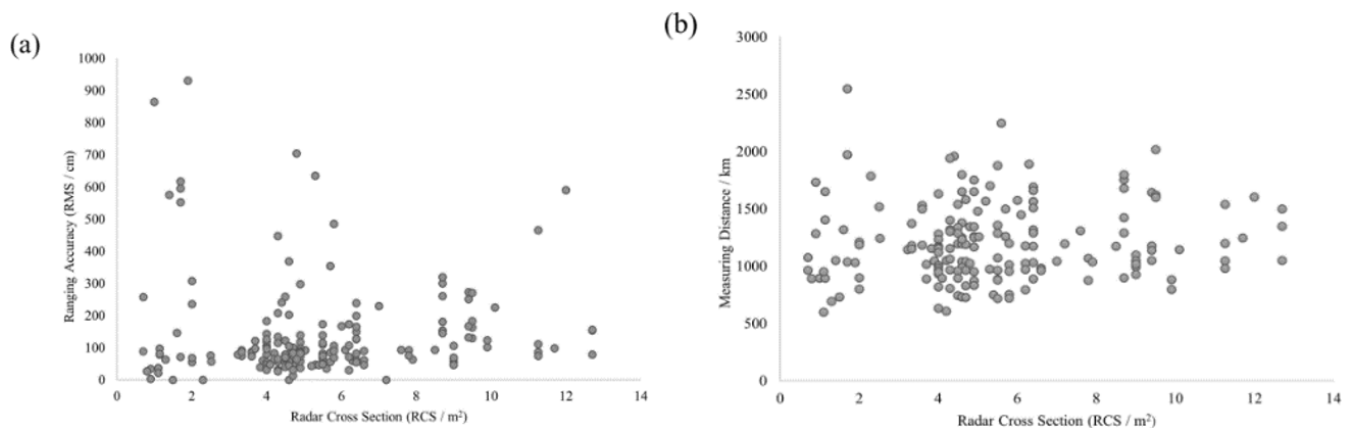 (a)
1000
900
800
700
600
500
400
300
200
100
0
Ranging Accuracy (RMS / cm)
0 2 4 6 8 10 12 14
Radar Cross Section (RCS / m²)
(b)
3000
2500
2000
1500
1000
500
0
Measuring Distance / km
0 2 4 6 8 10 12 14
Radar Cross Section (RCS / m²)